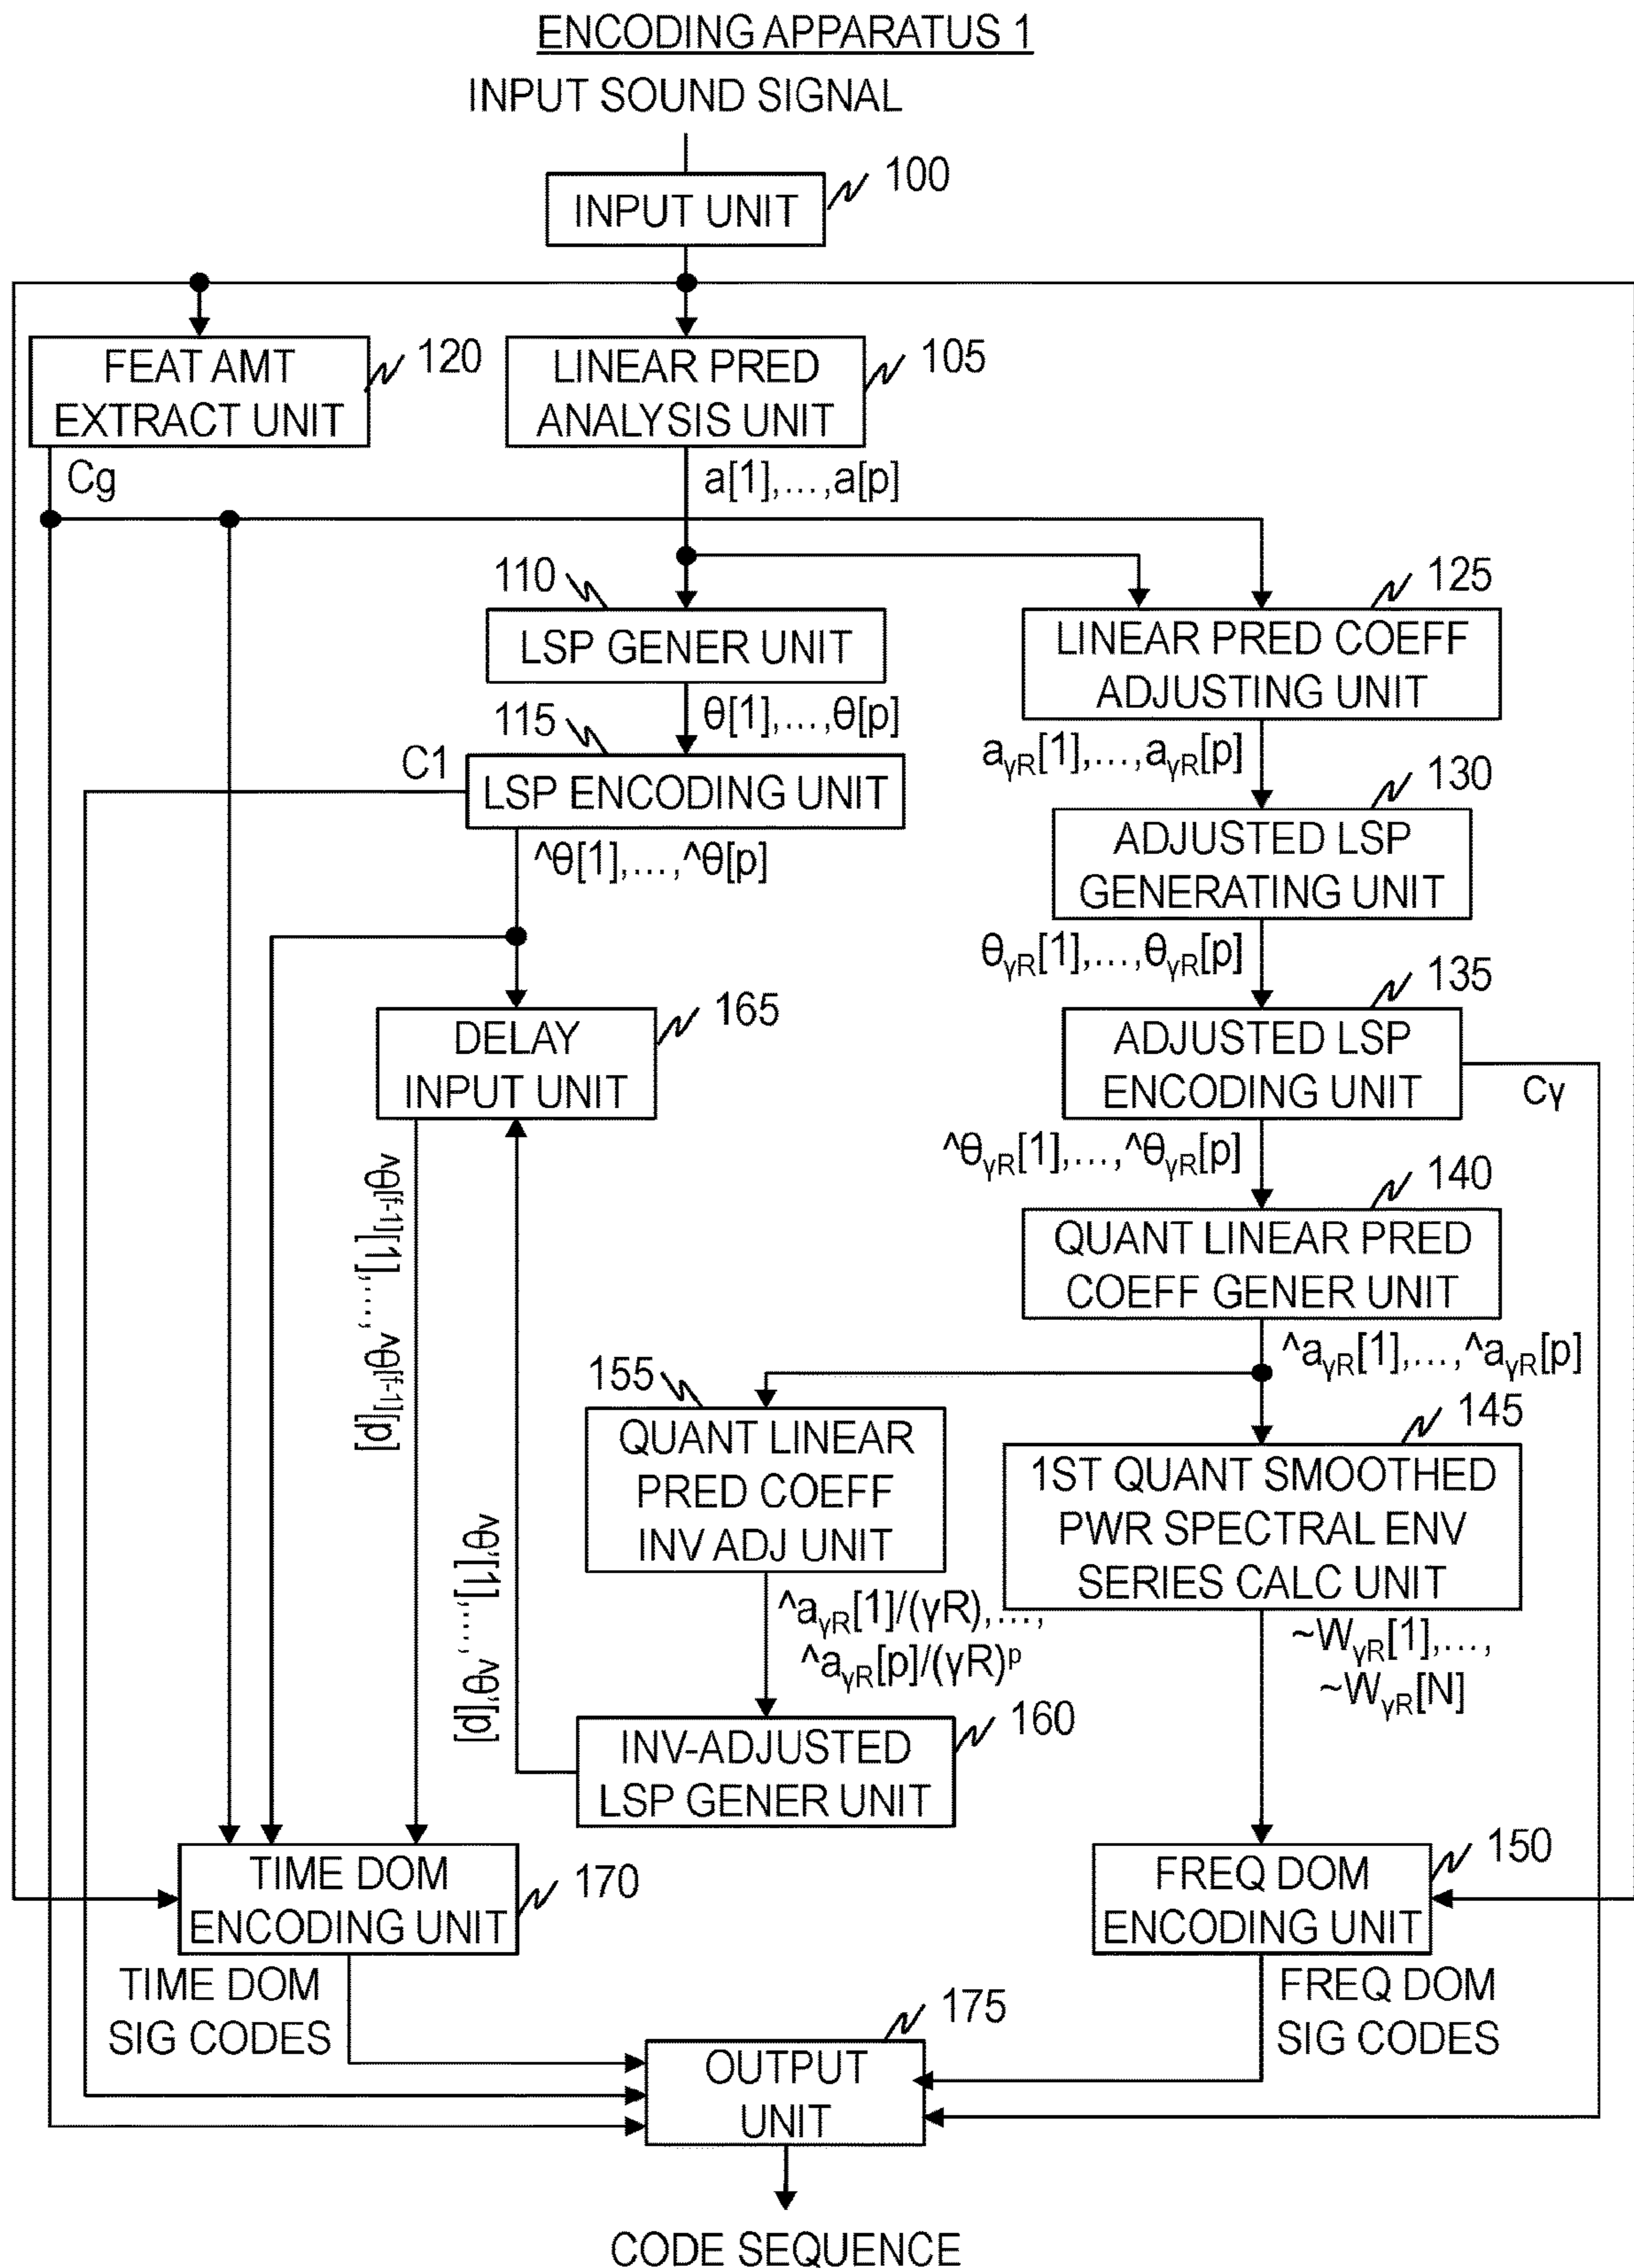 ENCODING APPARATUS 1
INPUT SOUND SIGNAL
100
INPUT UNIT
120
FEAT AMT
EXTRACT UNIT
105
LINEAR PRED
ANALYSIS UNIT
Cg
a[1],...,a[p]
110
LSP GENER UNIT
125
LINEAR PRED COEFF
ADJUSTING UNIT
θ[1],...,θ[p]
115
C1
LSP ENCODING UNIT
aγR[1],...,aγR[p]
130
ADJUSTED LSP
GENERATING UNIT
^θ[1],...,^θ[p]
θγR[1],...,θγR[p]
165
DELAY
INPUT UNIT
135
ADJUSTED LSP
ENCODING UNIT
Cγ
^θγR[1],...,^θγR[p]
140
QUANT LINEAR PRED
COEFF GENER UNIT
^θ[f-1][1],...,^θ[f-1][p]
^aγR[1],...,^aγR[p]
155
QUANT LINEAR
PRED COEFF
INV ADJ UNIT
145
1ST QUANT SMOOTHED
PWR SPECTRAL ENV
SERIES CALC UNIT
^θ'[1],...,^θ'[p]
^aγR[1]/(γR),...,
^aγR[p]/(γR)p
~WγR[1],...,
~WγR[N]
160
INV-ADJUSTED
LSP GENER UNIT
170
TIME DOM
ENCODING UNIT
150
FREQ DOM
ENCODING UNIT
TIME DOM
SIG CODES
FREQ DOM
SIG CODES
175
OUTPUT
UNIT
CODE SEQUENCE